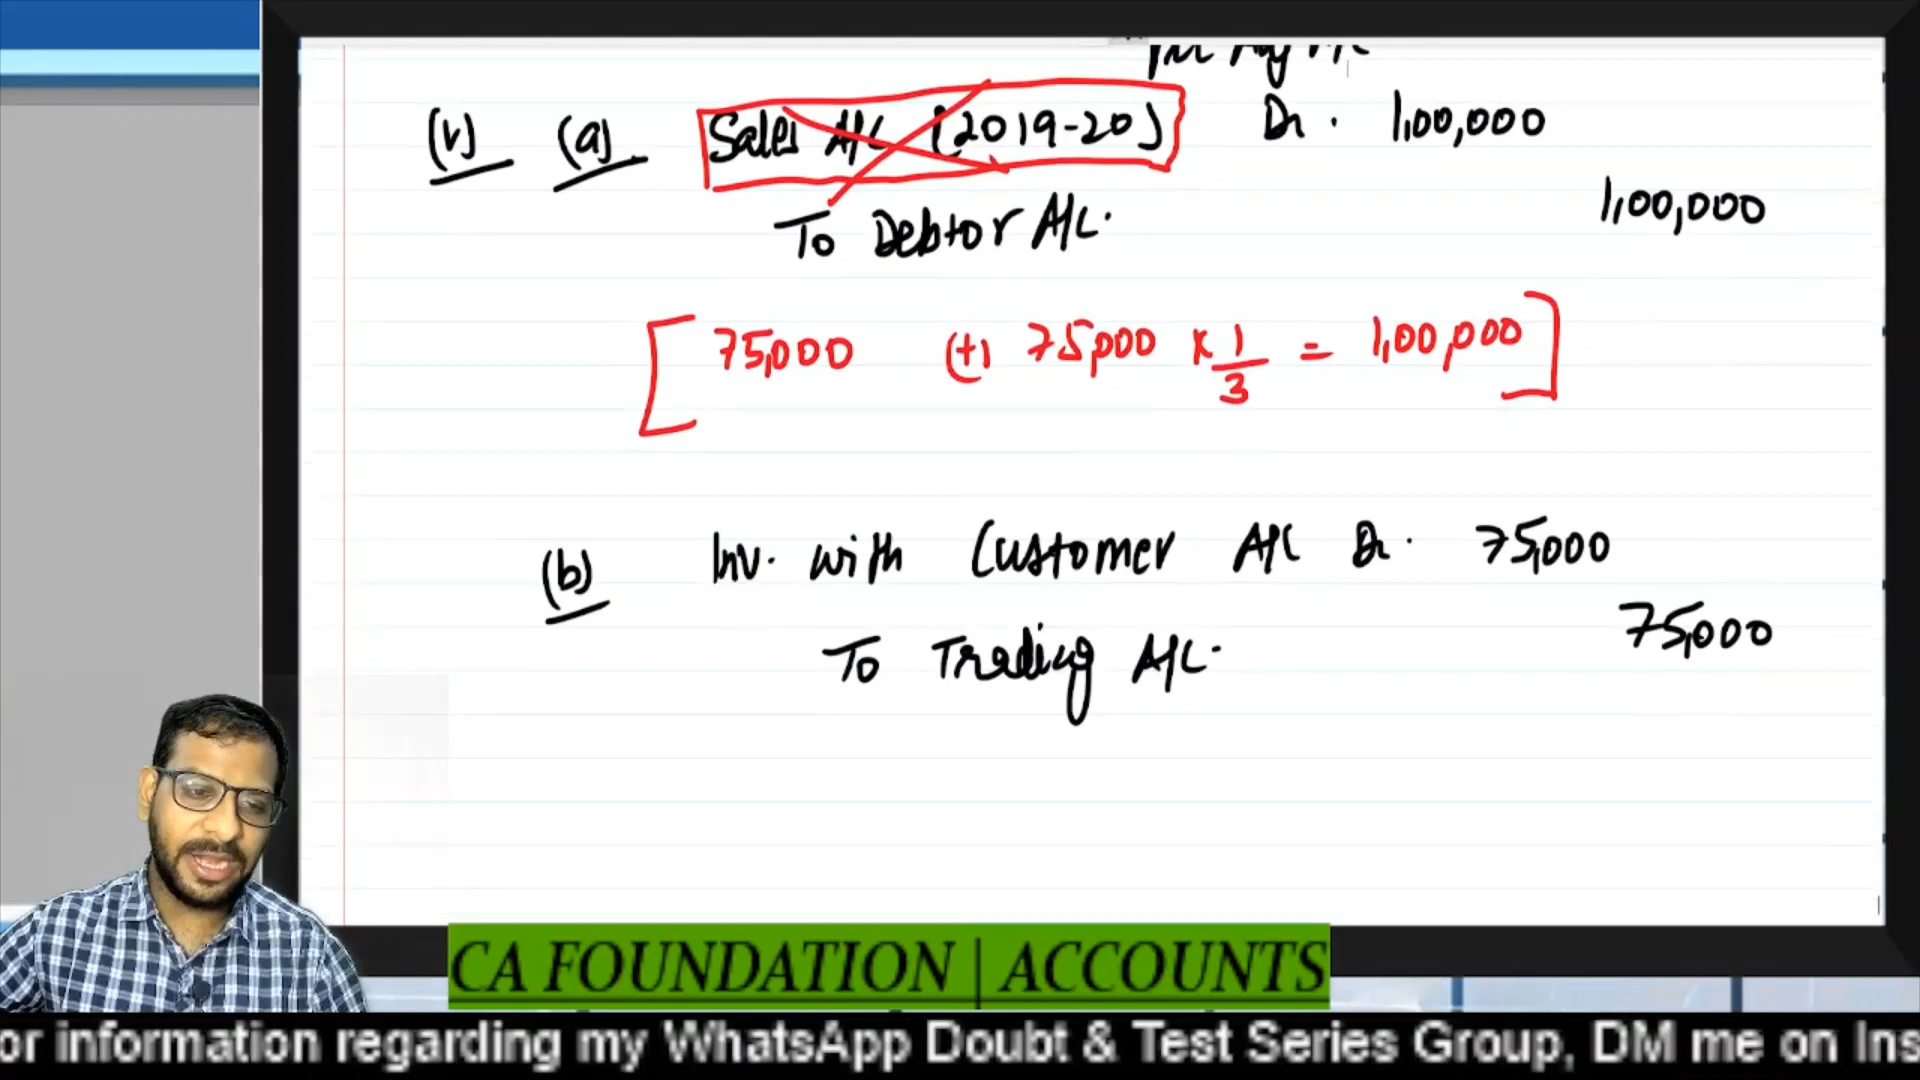 (v) (a) Sales A/C (2019-20) Dr. 1,00,000
To Debtor A/C. 1,00,000
[ 75,000 (+) 75,000 x 1/3 = 1,00,000 ]
(b) Inv. with Customer A/C Dr. 75,000
To Trading A/C. 75,000
CA FOUNDATION | ACCOUNTS
or information regarding my WhatsApp Doubt & Test Series Group, DM me on Ins